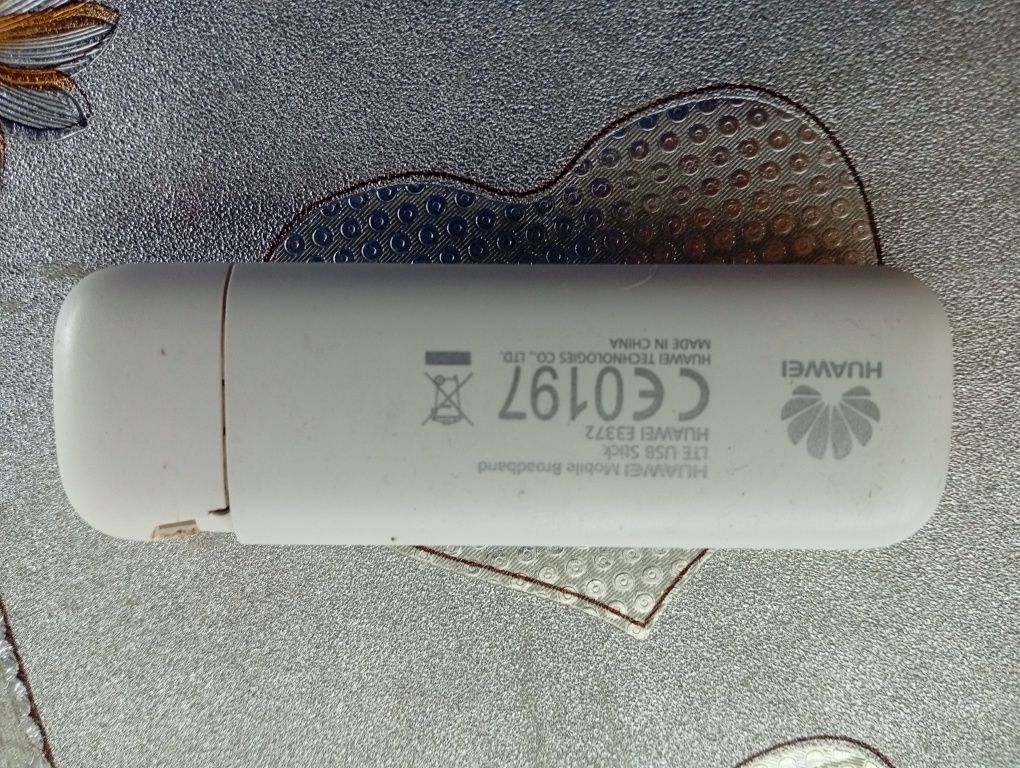 HUAWEI
HUAWEI Mobile Broadband
LTE USB Stick
HUAWEI E3372
CE0197
HUAWEI TECHNOLOGIES CO., LTD.
MADE IN CHINA